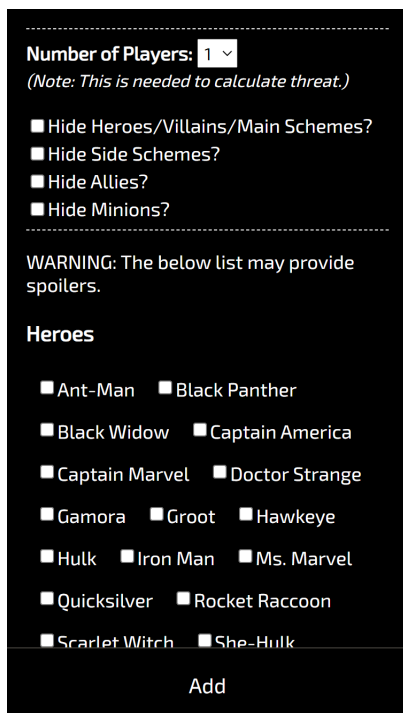 Number of Players: 1
(Note: This is needed to calculate threat.)
Hide Heroes/Villains/Main Schemes?
Hide Side Schemes?
Hide Allies?
Hide Minions?
WARNING: The below list may provide
spoilers.
Heroes
Ant-Man Black Panther
Black Widow Captain America
Captain Marvel Doctor Strange
Gamora Groot Hawkeye
Hulk Iron Man Ms. Marvel
Quicksilver Rocket Raccoon
Scarlet Witch She-Hulk
Add